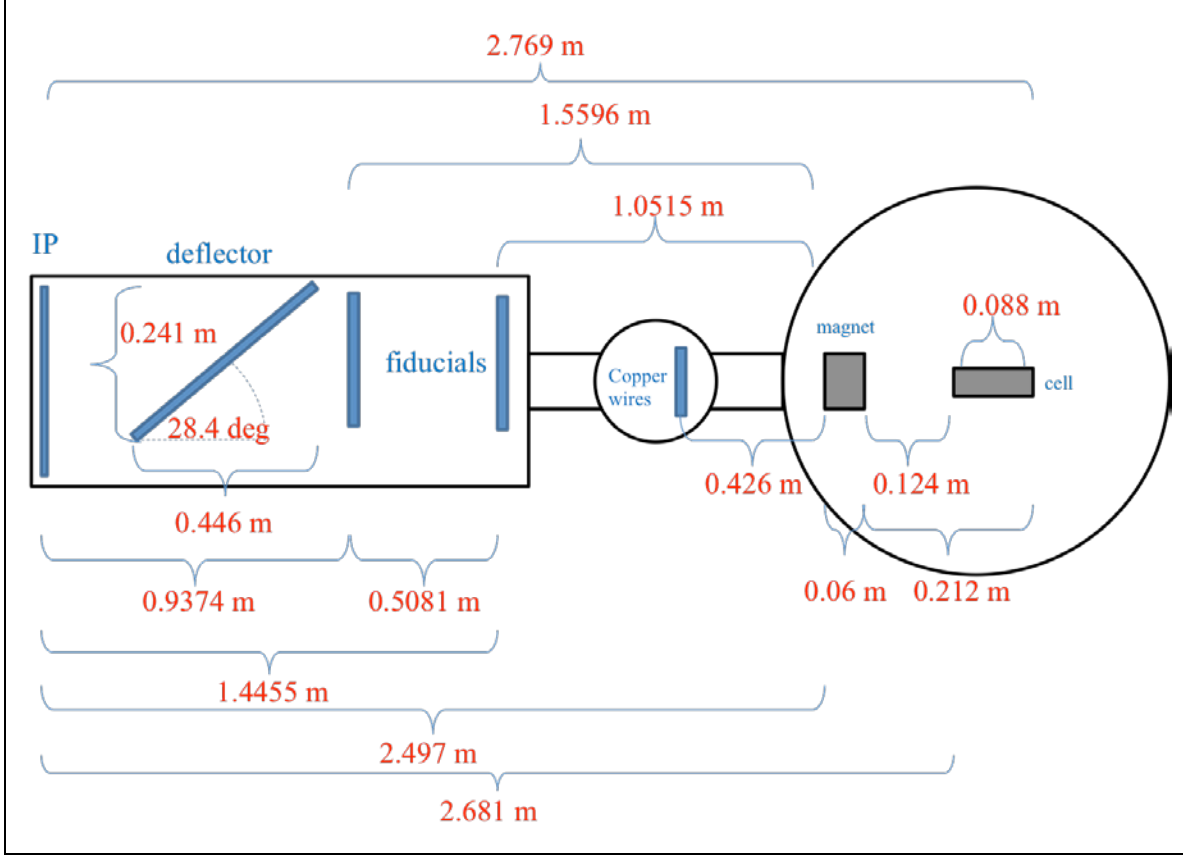 2.769 m
1.5596 m
1.0515 m
IP
deflector
0.241 m
28.4 deg
0.446 m
fiducials
Copper
wires
magnet
0.088 m
cell
0.426 m
0.124 m
0.9374 m
0.5081 m
0.06 m
0.212 m
1.4455 m
2.497 m
2.681 m